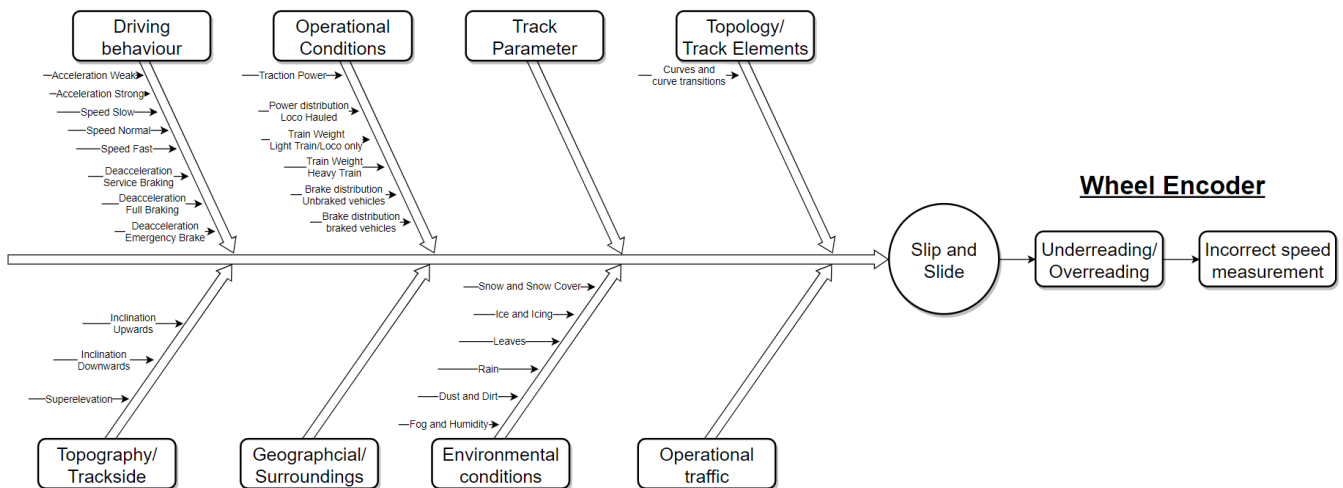 Driving
behaviour
Operational
Conditions
Track
Parameter
Topology/
Track Elements
Acceleration Weak
Acceleration Strong
Speed Slow
Speed Normal
Speed Fast
Deacceleration
Service Braking
Deacceleration
Full Braking
Deacceleration
Emergency Brake
Traction Power
Power distribution
Loco Hauled
Train Weight
Light Train/Loco only
Train Weight
Heavy Train
Brake distribution
Unbraked vehicles
Brake distribution
braked vehicles
Curves and
curve transitions
Wheel Encoder
Slip and
Slide
Underreading/
Overreading
Incorrect speed
measurement
Inclination
Upwards
Inclination
Downwards
Superelevation
Snow and Snow Cover
Ice and Icing
Leaves
Rain
Dust and Dirt
Fog and Humidity
Topography/
Trackside
Geographcial/
Surroundings
Environmental
conditions
Operational
traffic